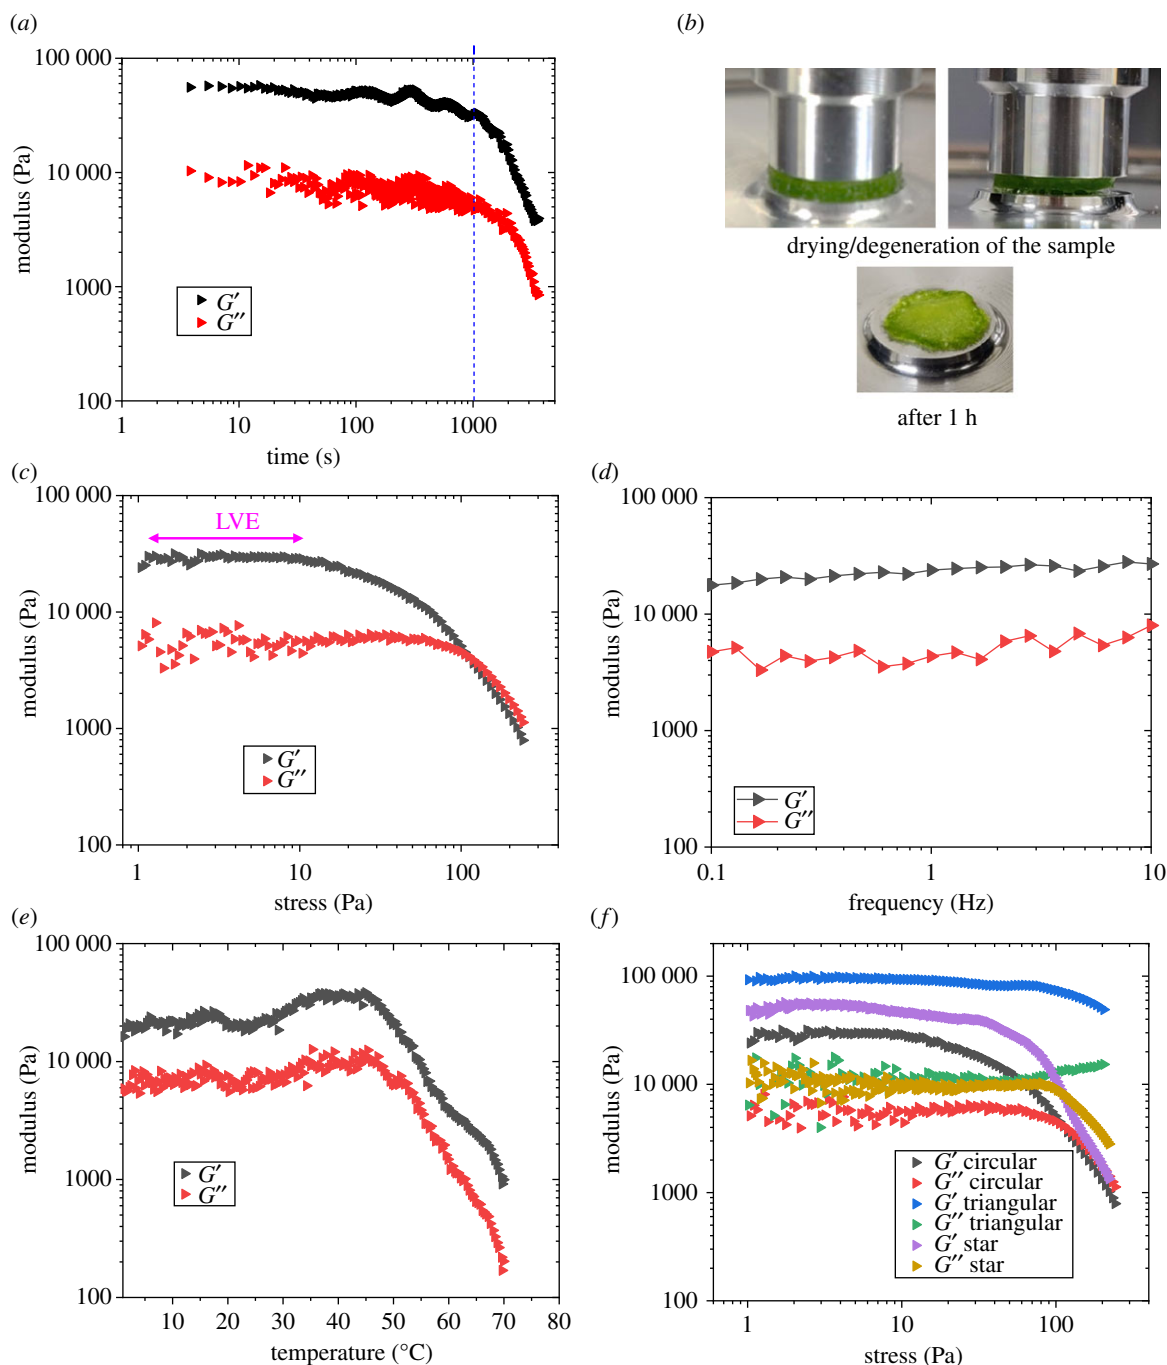 (a)
100 000
10 000
1000
100
modulus (Pa)
G′
G″
1 10 100 1000
time (s)
(b)
drying/degeneration of the sample
after 1 h
(c)
100 000
10 000
1000
100
modulus (Pa)
LVE
G′
G″
1 10 100
stress (Pa)
(d)
100 000
10 000
1000
100
modulus (Pa)
G′
G″
0.1 1 10
frequency (Hz)
(e)
100 000
10 000
1000
100
modulus (Pa)
G′
G″
10 20 30 40 50 60 70 80
temperature (°C)
(f)
100 000
10 000
1000
100
modulus (Pa)
G′ circular
G″ circular
G′ triangular
G″ triangular
G′ star
G″ star
1 10 100
stress (Pa)